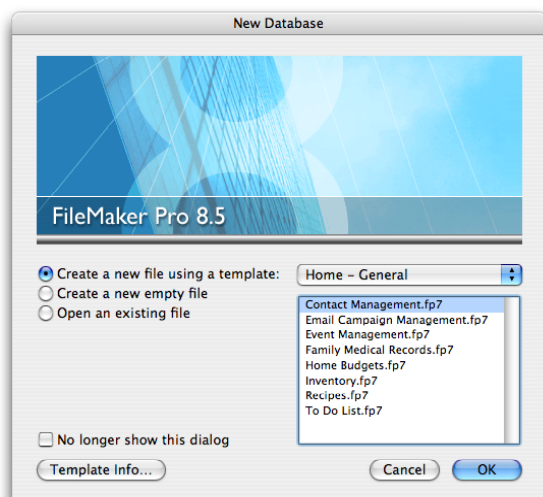 New Database
FileMaker Pro 8.5
Create a new file using a template:
Home – General
Create a new empty file
Open an existing file
Contact Management.fp7
Email Campaign Management.fp7
Event Management.fp7
Family Medical Records.fp7
Home Budgets.fp7
Inventory.fp7
Recipes.fp7
To Do List.fp7
No longer show this dialog
Template Info...
Cancel
OK